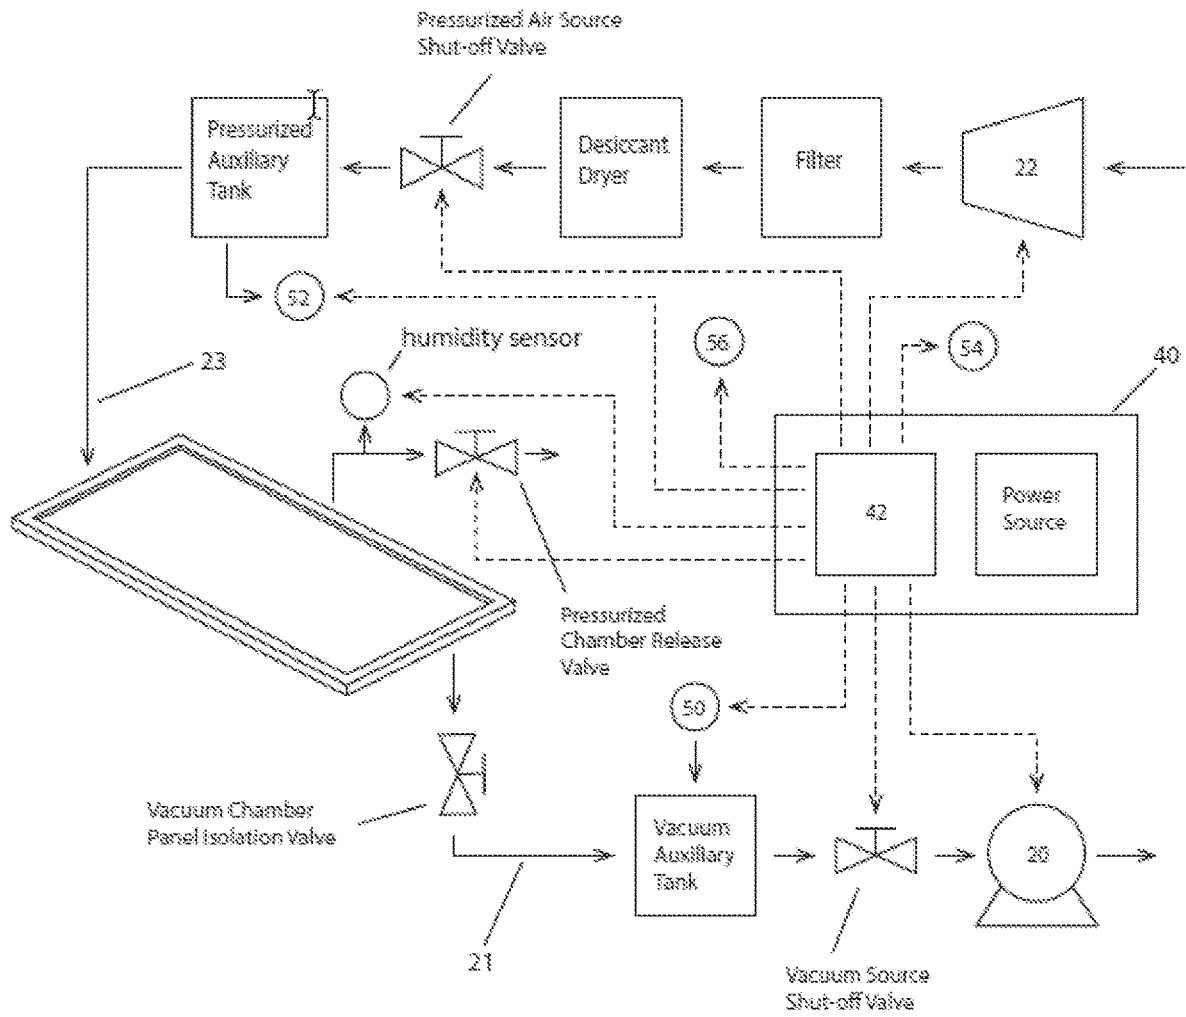 Pressurized Air Source
Shut-off Valve
Pressurized
Auxiliary
Tank
Desiccant
Dryer
Filter
22
52
humidity sensor
56
54
40
23
42
Power
Source
Pressurized
Chamber Release
Valve
50
Vacuum Chamber
Panel Isolation Valve
Vacuum
Auxiliary
Tank
20
21
Vacuum Source
Shut-off Valve